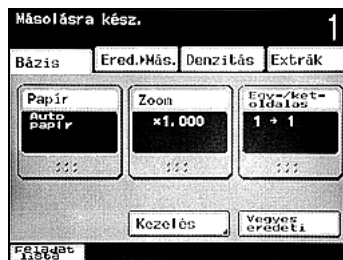 Másolásra kész. 1
Bázis Ered.▸Más. Denzitás Extrák
Papír Zoom Egy-/két-
oldalas
Auto
papír ×1.000 1 → 1
Kezelés Vegyes
eredeti
Feladat
lista